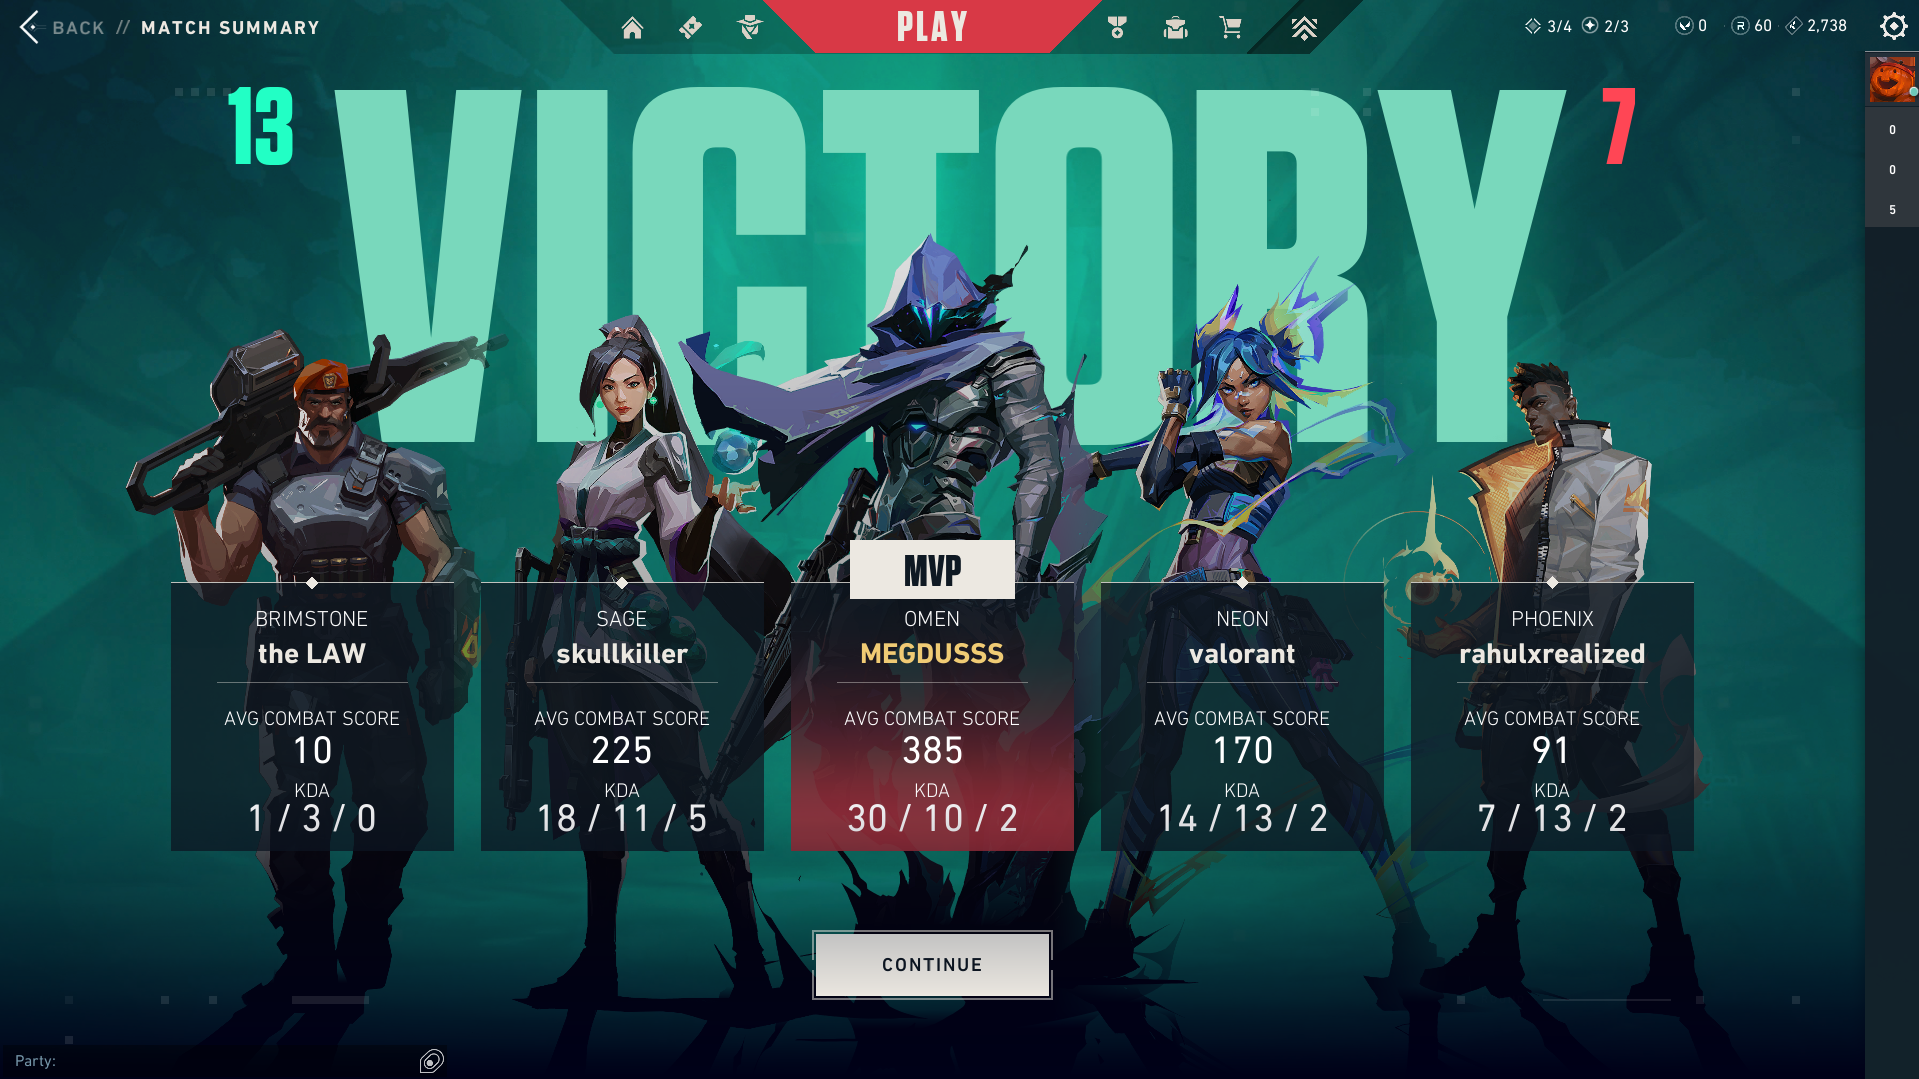 BACK // MATCH SUMMARY
PLAY
3/4 2/3 0 R 60 2,738
13 VICTORY 7
0
0
5
MVP
BRIMSTONE
the LAW
AVG COMBAT SCORE
10
KDA
1 / 3 / 0
SAGE
skullkiller
AVG COMBAT SCORE
225
KDA
18 / 11 / 5
OMEN
MEGDUSSS
AVG COMBAT SCORE
385
KDA
30 / 10 / 2
NEON
valorant
AVG COMBAT SCORE
170
KDA
14 / 13 / 2
PHOENIX
rahulxrealized
AVG COMBAT SCORE
91
KDA
7 / 13 / 2
CONTINUE
Party: